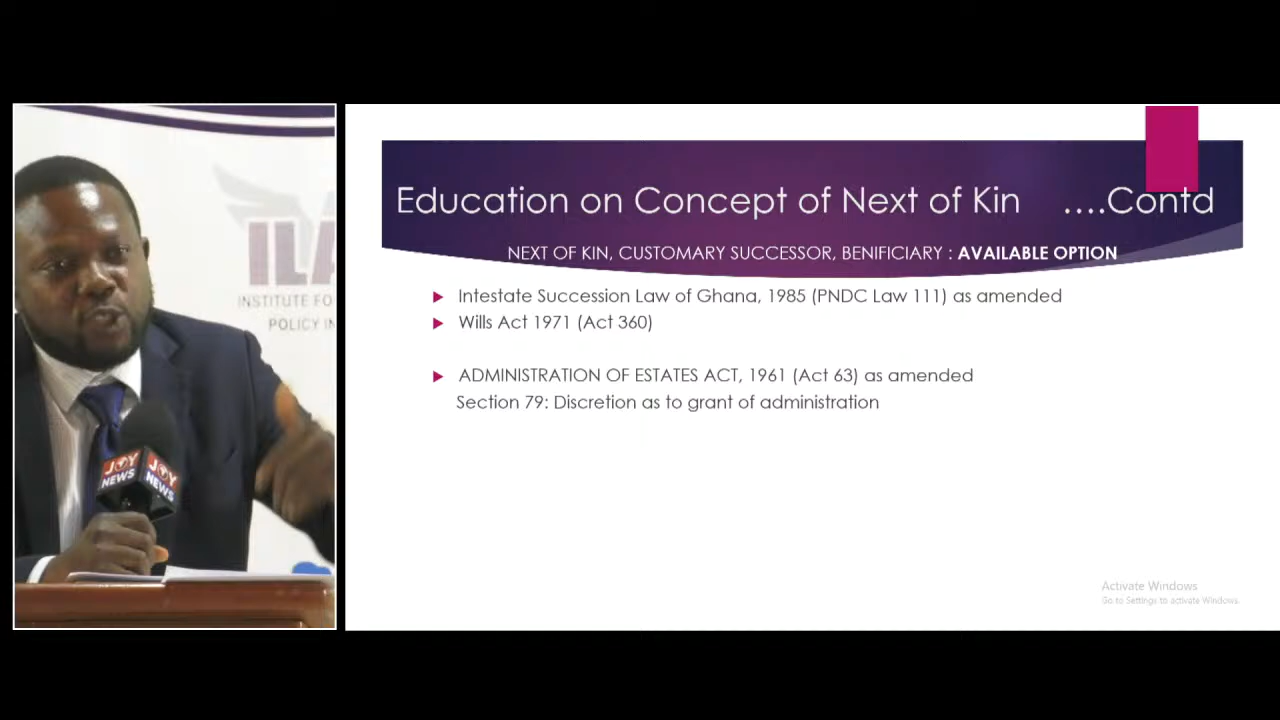 ILA
INSTITUTE FO
POLICY IN
JOY
NEWS
JOY
NEWS
Education on Concept of Next of Kin ....Contd
NEXT OF KIN, CUSTOMARY SUCCESSOR, BENIFICIARY : AVAILABLE OPTION
Intestate Succession Law of Ghana, 1985 (PNDC Law 111) as amended
Wills Act 1971 (Act 360)
ADMINISTRATION OF ESTATES ACT, 1961 (Act 63) as amended
Section 79: Discretion as to grant of administration
Activate Windows
Go to Settings to activate Windows.